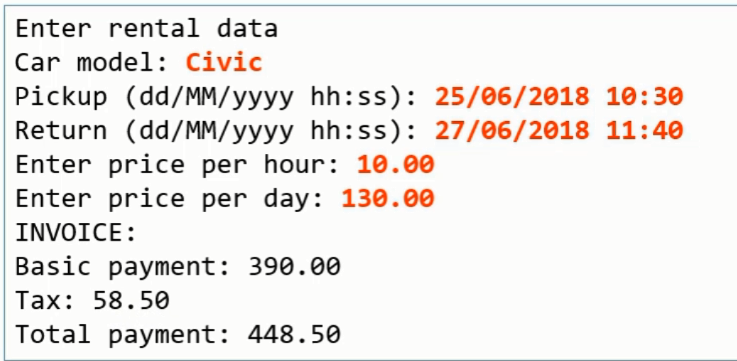 Enter rental data
Car model: Civic
Pickup (dd/MM/yyyy hh:ss): 25/06/2018 10:30
Return (dd/MM/yyyy hh:ss): 27/06/2018 11:40
Enter price per hour: 10.00
Enter price per day: 130.00
INVOICE:
Basic payment: 390.00
Tax: 58.50
Total payment: 448.50